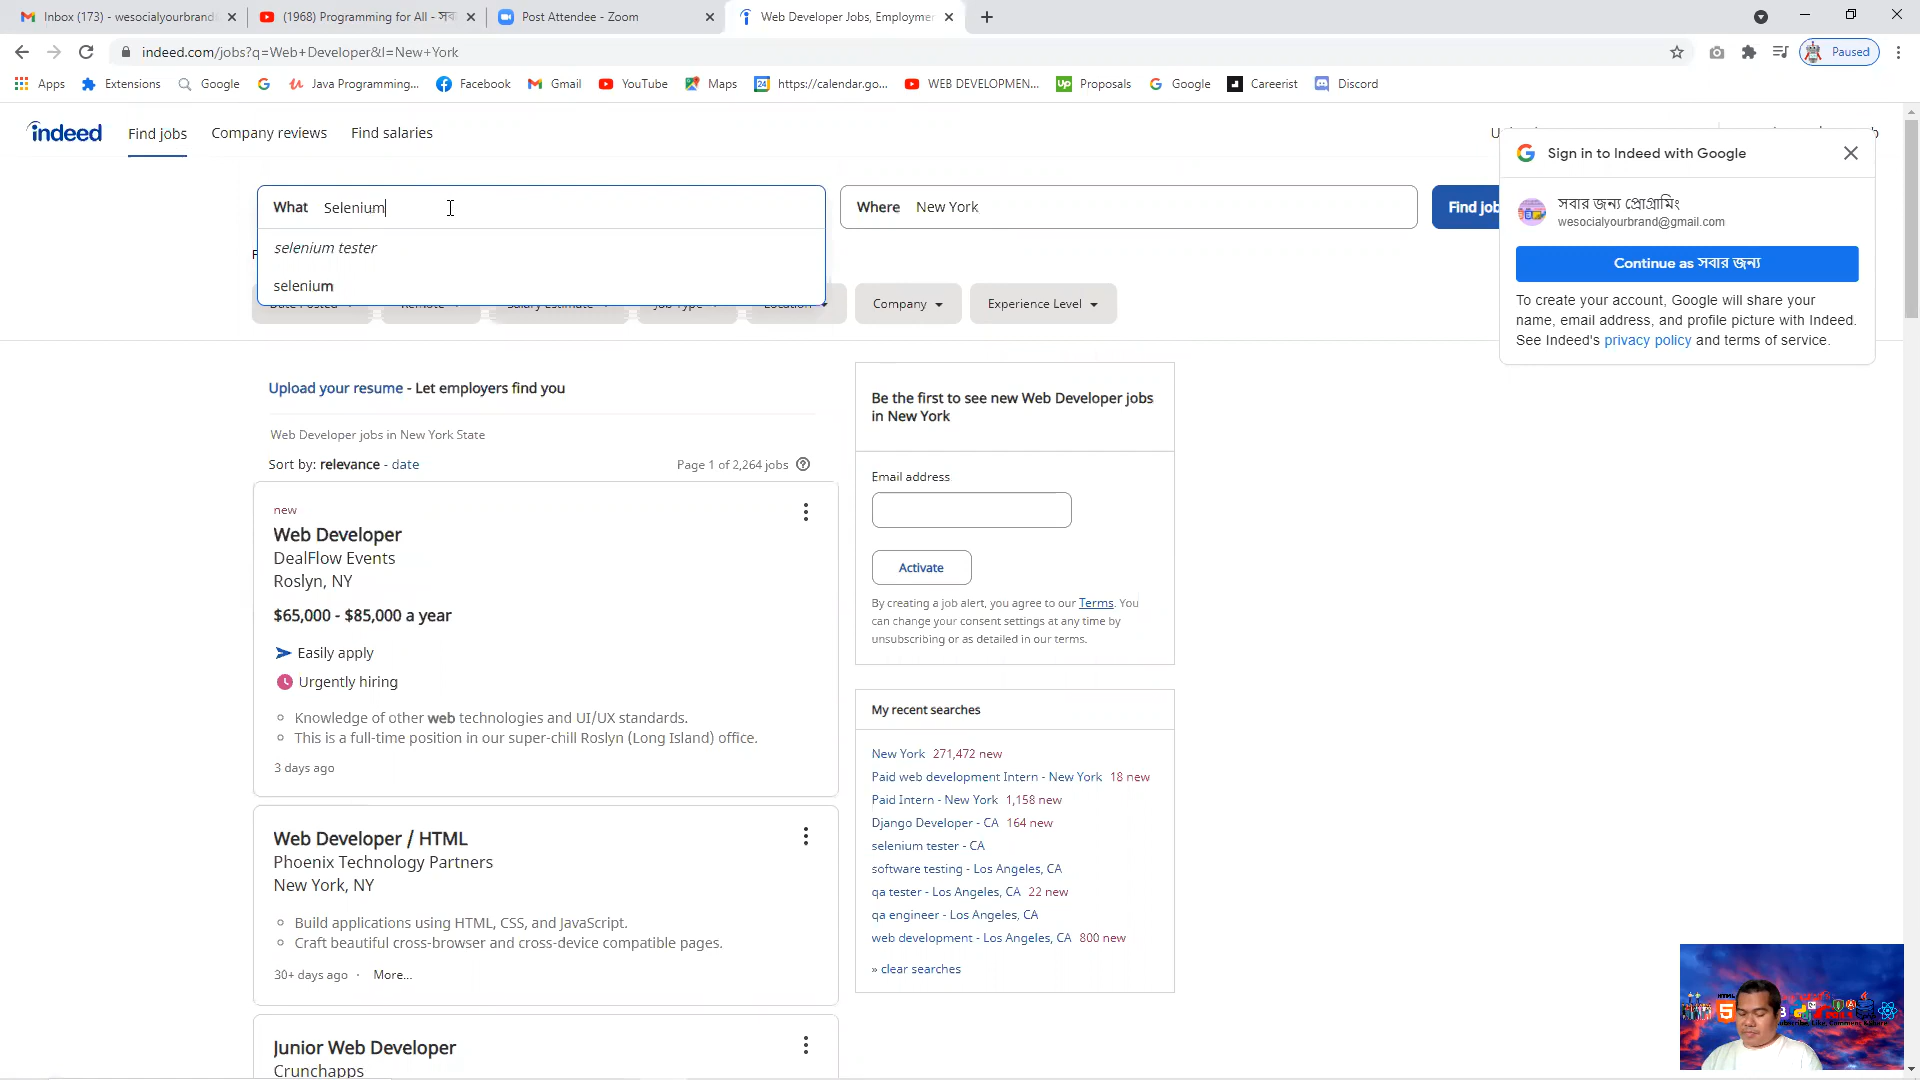 Inbox (173) - wesocialyourbrand
(1968) Programming for All - সব
Post Attendee - Zoom
Web Developer Jobs, Employmer
indeed.com/jobs?q=Web+Developer&l=New+York
Paused
Apps
Extensions
Google
Java Programming...
Facebook
Gmail
YouTube
Maps
https://calendar.go...
WEB DEVELOPMEN...
Proposals
Google
Careerist
Discord
indeed
Find jobs
Company reviews
Find salaries
What Selenium
Where New York
Find job
selenium tester
selenium
Company
Experience Level
Sign in to Indeed with Google
সবার জন্য প্রোগ্রামিং
wesocialyourbrand@gmail.com
Continue as সবার জন্য
To create your account, Google will share your
name, email address, and profile picture with Indeed.
See Indeed's privacy policy and terms of service.
Upload your resume - Let employers find you
Web Developer jobs in New York State
Sort by: relevance - date
Page 1 of 2,264 jobs
new
Web Developer
DealFlow Events
Roslyn, NY
$65,000 - $85,000 a year
Easily apply
Urgently hiring
Knowledge of other web technologies and UI/UX standards.
This is a full-time position in our super-chill Roslyn (Long Island) office.
3 days ago
Web Developer / HTML
Phoenix Technology Partners
New York, NY
Build applications using HTML, CSS, and JavaScript.
Craft beautiful cross-browser and cross-device compatible pages.
30+ days ago · More...
Junior Web Developer
Crunchapps
Be the first to see new Web Developer jobs
in New York
Email address
Activate
By creating a job alert, you agree to our Terms. You
can change your consent settings at any time by
unsubscribing or as detailed in our terms.
My recent searches
New York 271,472 new
Paid web development Intern - New York 18 new
Paid Intern - New York 1,158 new
Django Developer - CA 164 new
selenium tester - CA
software testing - Los Angeles, CA
qa tester - Los Angeles, CA 22 new
qa engineer - Los Angeles, CA
web development - Los Angeles, CA 800 new
» clear searches